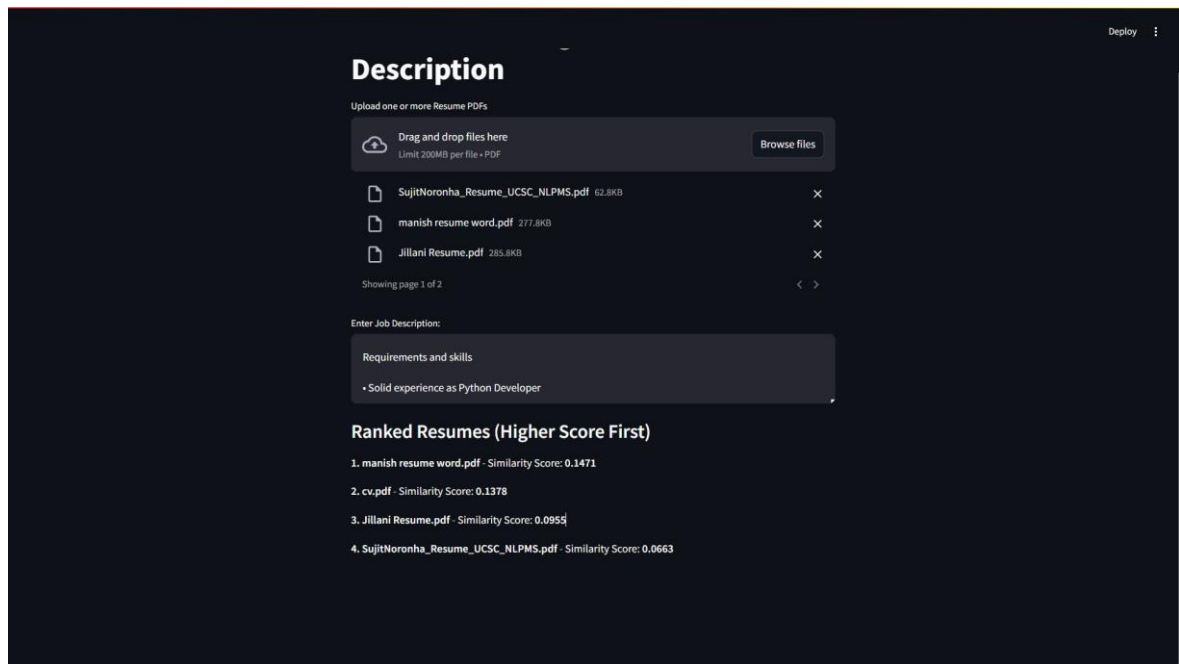 Deploy
Description
Upload one or more Resume PDFs
Drag and drop files here
Limit 200MB per file • PDF
Browse files
SujitNoronha_Resume_UCSC_NLPMS.pdf 62.8KB
manish resume word.pdf 277.8KB
Jillani Resume.pdf 285.8KB
Showing page 1 of 2
Enter Job Description:
Requirements and skills
• Solid experience as Python Developer
Ranked Resumes (Higher Score First)
1. manish resume word.pdf - Similarity Score: 0.1471
2. cv.pdf - Similarity Score: 0.1378
3. Jillani Resume.pdf - Similarity Score: 0.0955
4. SujitNoronha_Resume_UCSC_NLPMS.pdf - Similarity Score: 0.0663